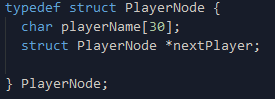 typedef struct PlayerNode {
  char playerName[30];
  struct PlayerNode *nextPlayer;

} PlayerNode;